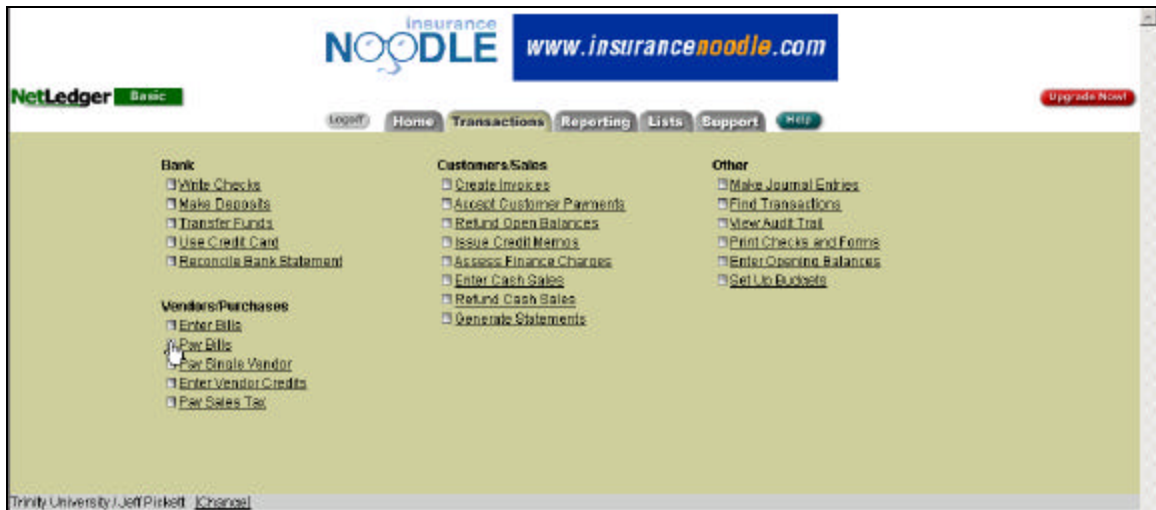 insurance
NOODLE
www.insurancenoodle.com
NetLedger Basic
Upgrade Now!
Logoff Home Transactions Reporting Lists Support Help
Bank
Write Checks
Make Deposits
Transfer Funds
Use Credit Card
Reconcile Bank Statement
Vendors/Purchases
Enter Bills
Pay Bills
Pay Single Vendor
Enter Vendor Credits
Pay Sales Tax
Customers/Sales
Create Invoices
Accept Customer Payments
Refund Open Balances
Issue Credit Memos
Assess Finance Charges
Enter Cash Sales
Refund Cash Sales
Generate Statements
Other
Make Journal Entries
Find Transactions
View Audit Trail
Print Checks and Forms
Enter Opening Balances
Set Up Budgets
Trinity University / Jeff Pickett [Change]